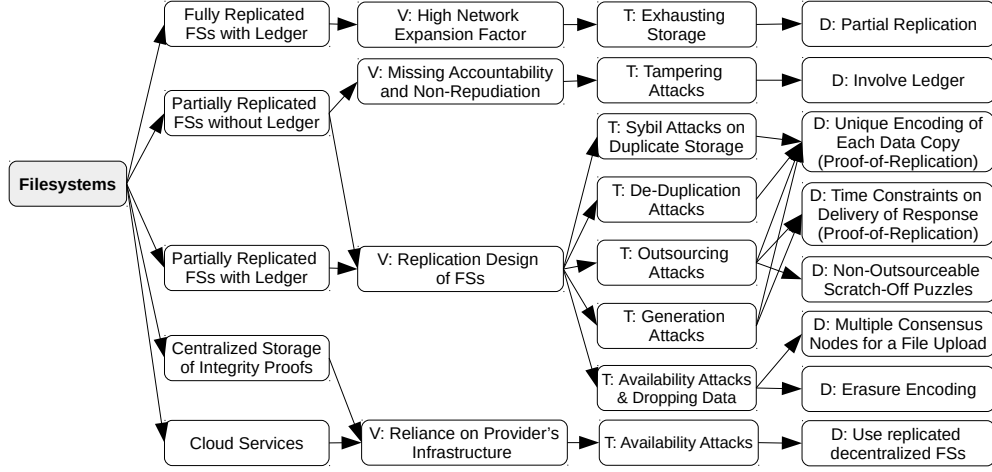 Filesystems
Fully Replicated
FSs with Ledger
Partially Replicated
FSs without Ledger
Partially Replicated
FSs with Ledger
Centralized Storage
of Integrity Proofs
Cloud Services
V: High Network
Expansion Factor
V: Missing Accountability
and Non-Repudiation
V: Replication Design
of FSs
V: Reliance on Provider's
Infrastructure
T: Exhausting
Storage
T: Tampering
Attacks
T: Sybil Attacks on
Duplicate Storage
T: De-Duplication
Attacks
T: Outsourcing
Attacks
T: Generation
Attacks
T: Availability Attacks
& Dropping Data
T: Availability Attacks
D: Partial Replication
D: Involve Ledger
D: Unique Encoding of
Each Data Copy
(Proof-of-Replication)
D: Time Constraints on
Delivery of Response
(Proof-of-Replication)
D: Non-Outsourceable
Scratch-Off Puzzles
D: Multiple Consensus
Nodes for a File Upload
D: Erasure Encoding
D: Use replicated
decentralized FSs